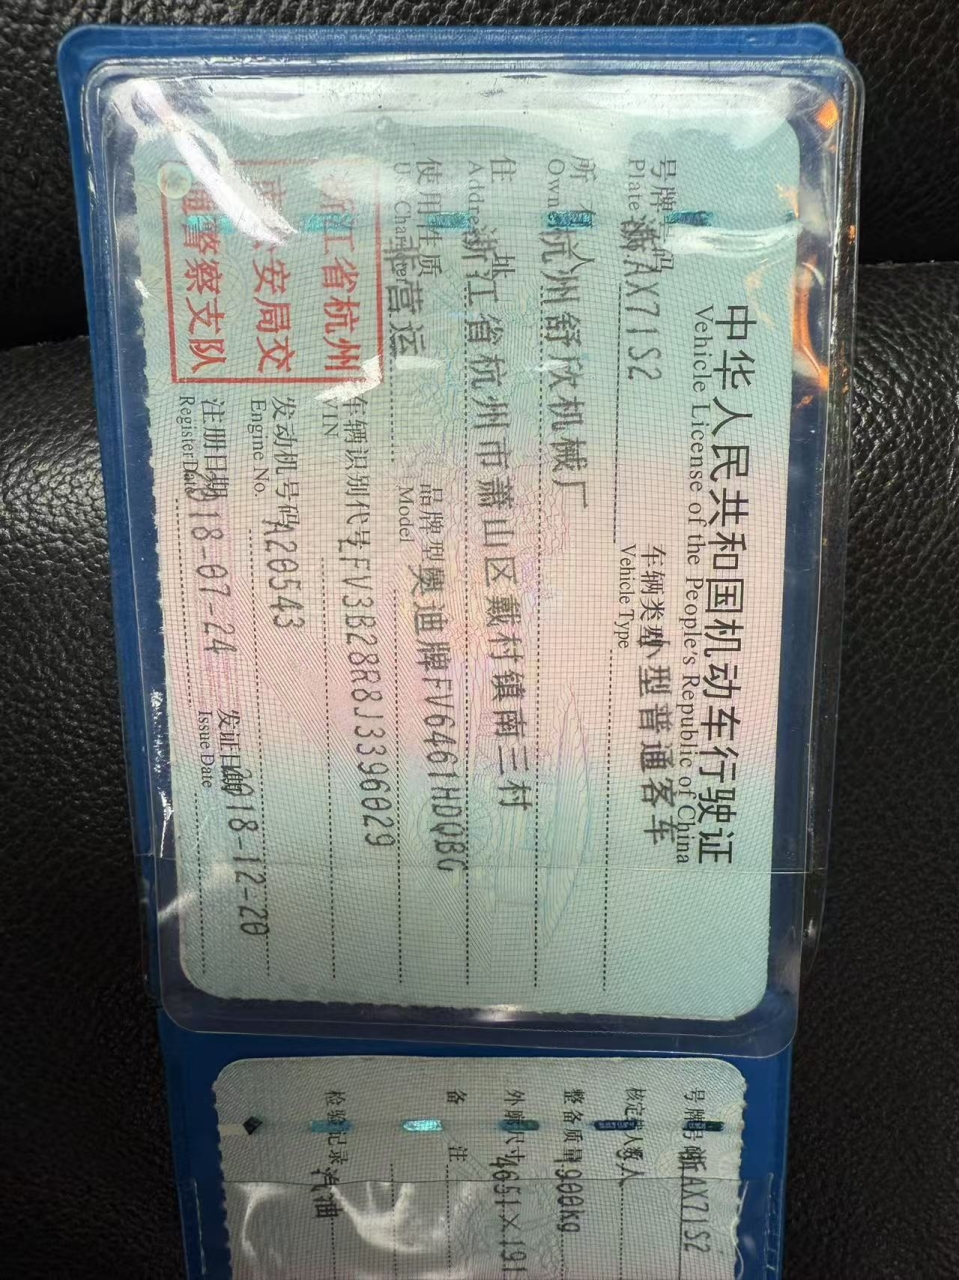 中华人民共和国机动车行驶证
Vehicle License of the People's Republic of China
号牌号码 浙AX71S2 车辆类型 小型普通客车
Plate Vehicle Type
所有人 杭州舒欣机械厂
Own
住址 浙江省杭州市萧山区戴村镇南三村
Addre
使用性质 非营运 品牌型 奥迪牌FV6461HDQBG
Use Cha Model
浙江省杭州
市公安局交
通警察支队
车辆识别代号 LFV3B28R8J3396029
VIN
发动机号码 A20543
Engine No.
注册日期 2018-07-24 发证日期 2018-12-20
Register Dat Issue Date
号牌号 浙AX71S2
核定载人数 人
整备质量 1900kg
外廓尺寸 4651×191
备注
检验记录 汽油